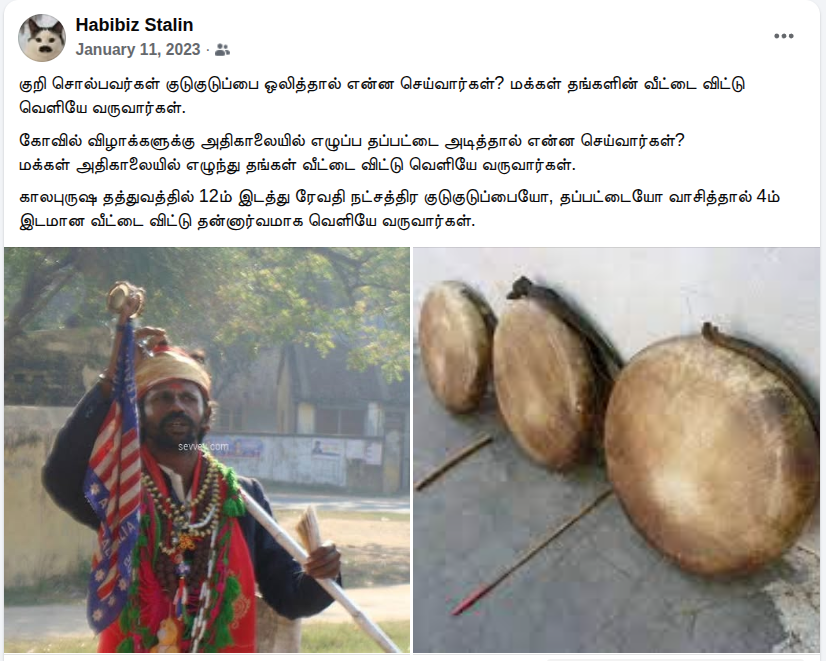 Habibiz Stalin
January 11, 2023 ·
குறி சொல்பவர்கள் குடுகுடுப்பை ஒலித்தால் என்ன செய்வார்கள்? மக்கள் தங்களின் வீட்டை விட்டு
வெளியே வருவார்கள்.
கோவில் விழாக்களுக்கு அதிகாலையில் எழுப்ப தப்பட்டை அடித்தால் என்ன செய்வார்கள்?
மக்கள் அதிகாலையில் எழுந்து தங்கள் வீட்டை விட்டு வெளியே வருவார்கள்.
காலபுருஷ தத்துவத்தில் 12ம் இடத்து ரேவதி நட்சத்திர குடுகுடுப்பையோ, தப்பட்டையோ வாசித்தால் 4ம்
இடமான வீட்டை விட்டு தன்னார்வமாக வெளியே வருவார்கள்.